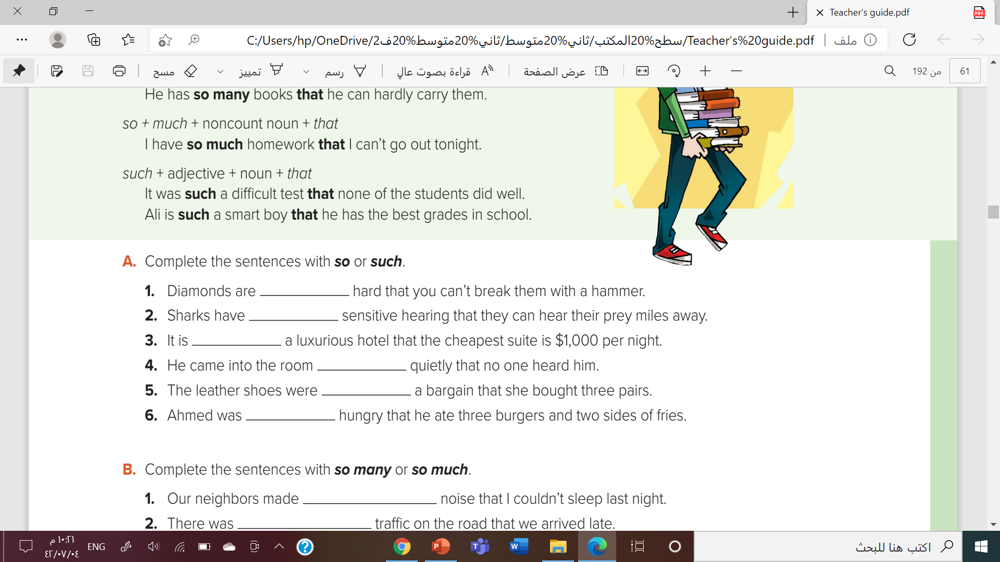 Teacher's guide.pdf
C:/Users/hp/OneDrive/سطح%20المكتب/ثاني%20متوسط/ثاني%20متوسط%20ف2/Teacher's%20guide.pdf
ملف
مسح
تمييز
رسم
قراءة بصوت عالٍ
عرض الصفحة
من 192
61
He has so many books that he can hardly carry them.
so + much + noncount noun + that
I have so much homework that I can't go out tonight.
such + adjective + noun + that
It was such a difficult test that none of the students did well.
Ali is such a smart boy that he has the best grades in school.
A. Complete the sentences with so or such.
1. Diamonds are ____________ hard that you can't break them with a hammer.
2. Sharks have ____________ sensitive hearing that they can hear their prey miles away.
3. It is ____________ a luxurious hotel that the cheapest suite is $1,000 per night.
4. He came into the room ____________ quietly that no one heard him.
5. The leather shoes were ____________ a bargain that she bought three pairs.
6. Ahmed was ____________ hungry that he ate three burgers and two sides of fries.
B. Complete the sentences with so many or so much.
1. Our neighbors made __________________ noise that I couldn't sleep last night.
2. There was __________________ traffic on the road that we arrived late.
١٠:٢١ م
٤٢/٠٧/٠٤
ENG
اكتب هنا للبحث